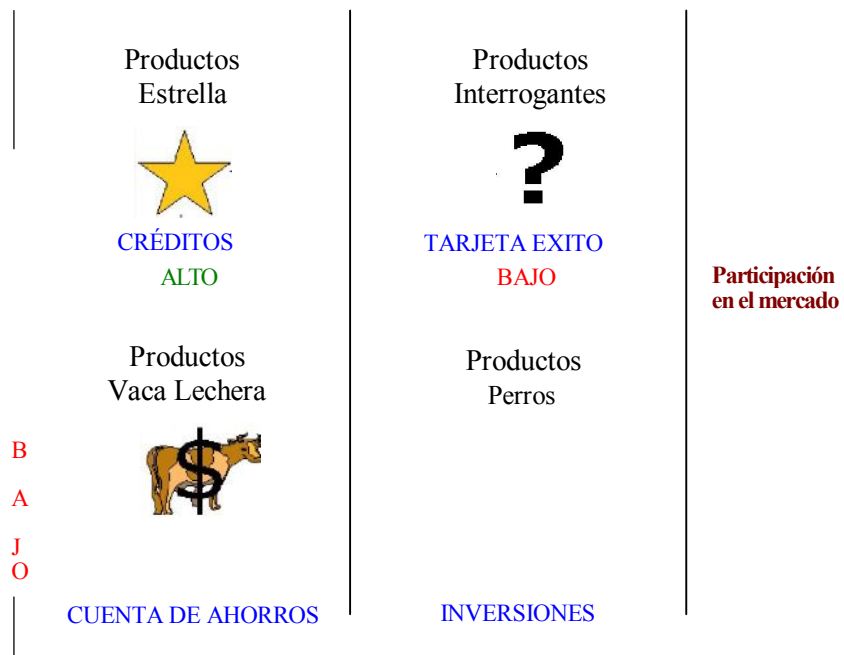 Productos
Estrella
Productos
Interrogantes
?
CRÉDITOS
TARJETA EXITO
ALTO
BAJO
Participación
en el mercado
Productos
Vaca Lechera
Productos
Perros
B
A
J
O
$
CUENTA DE AHORROS
INVERSIONES